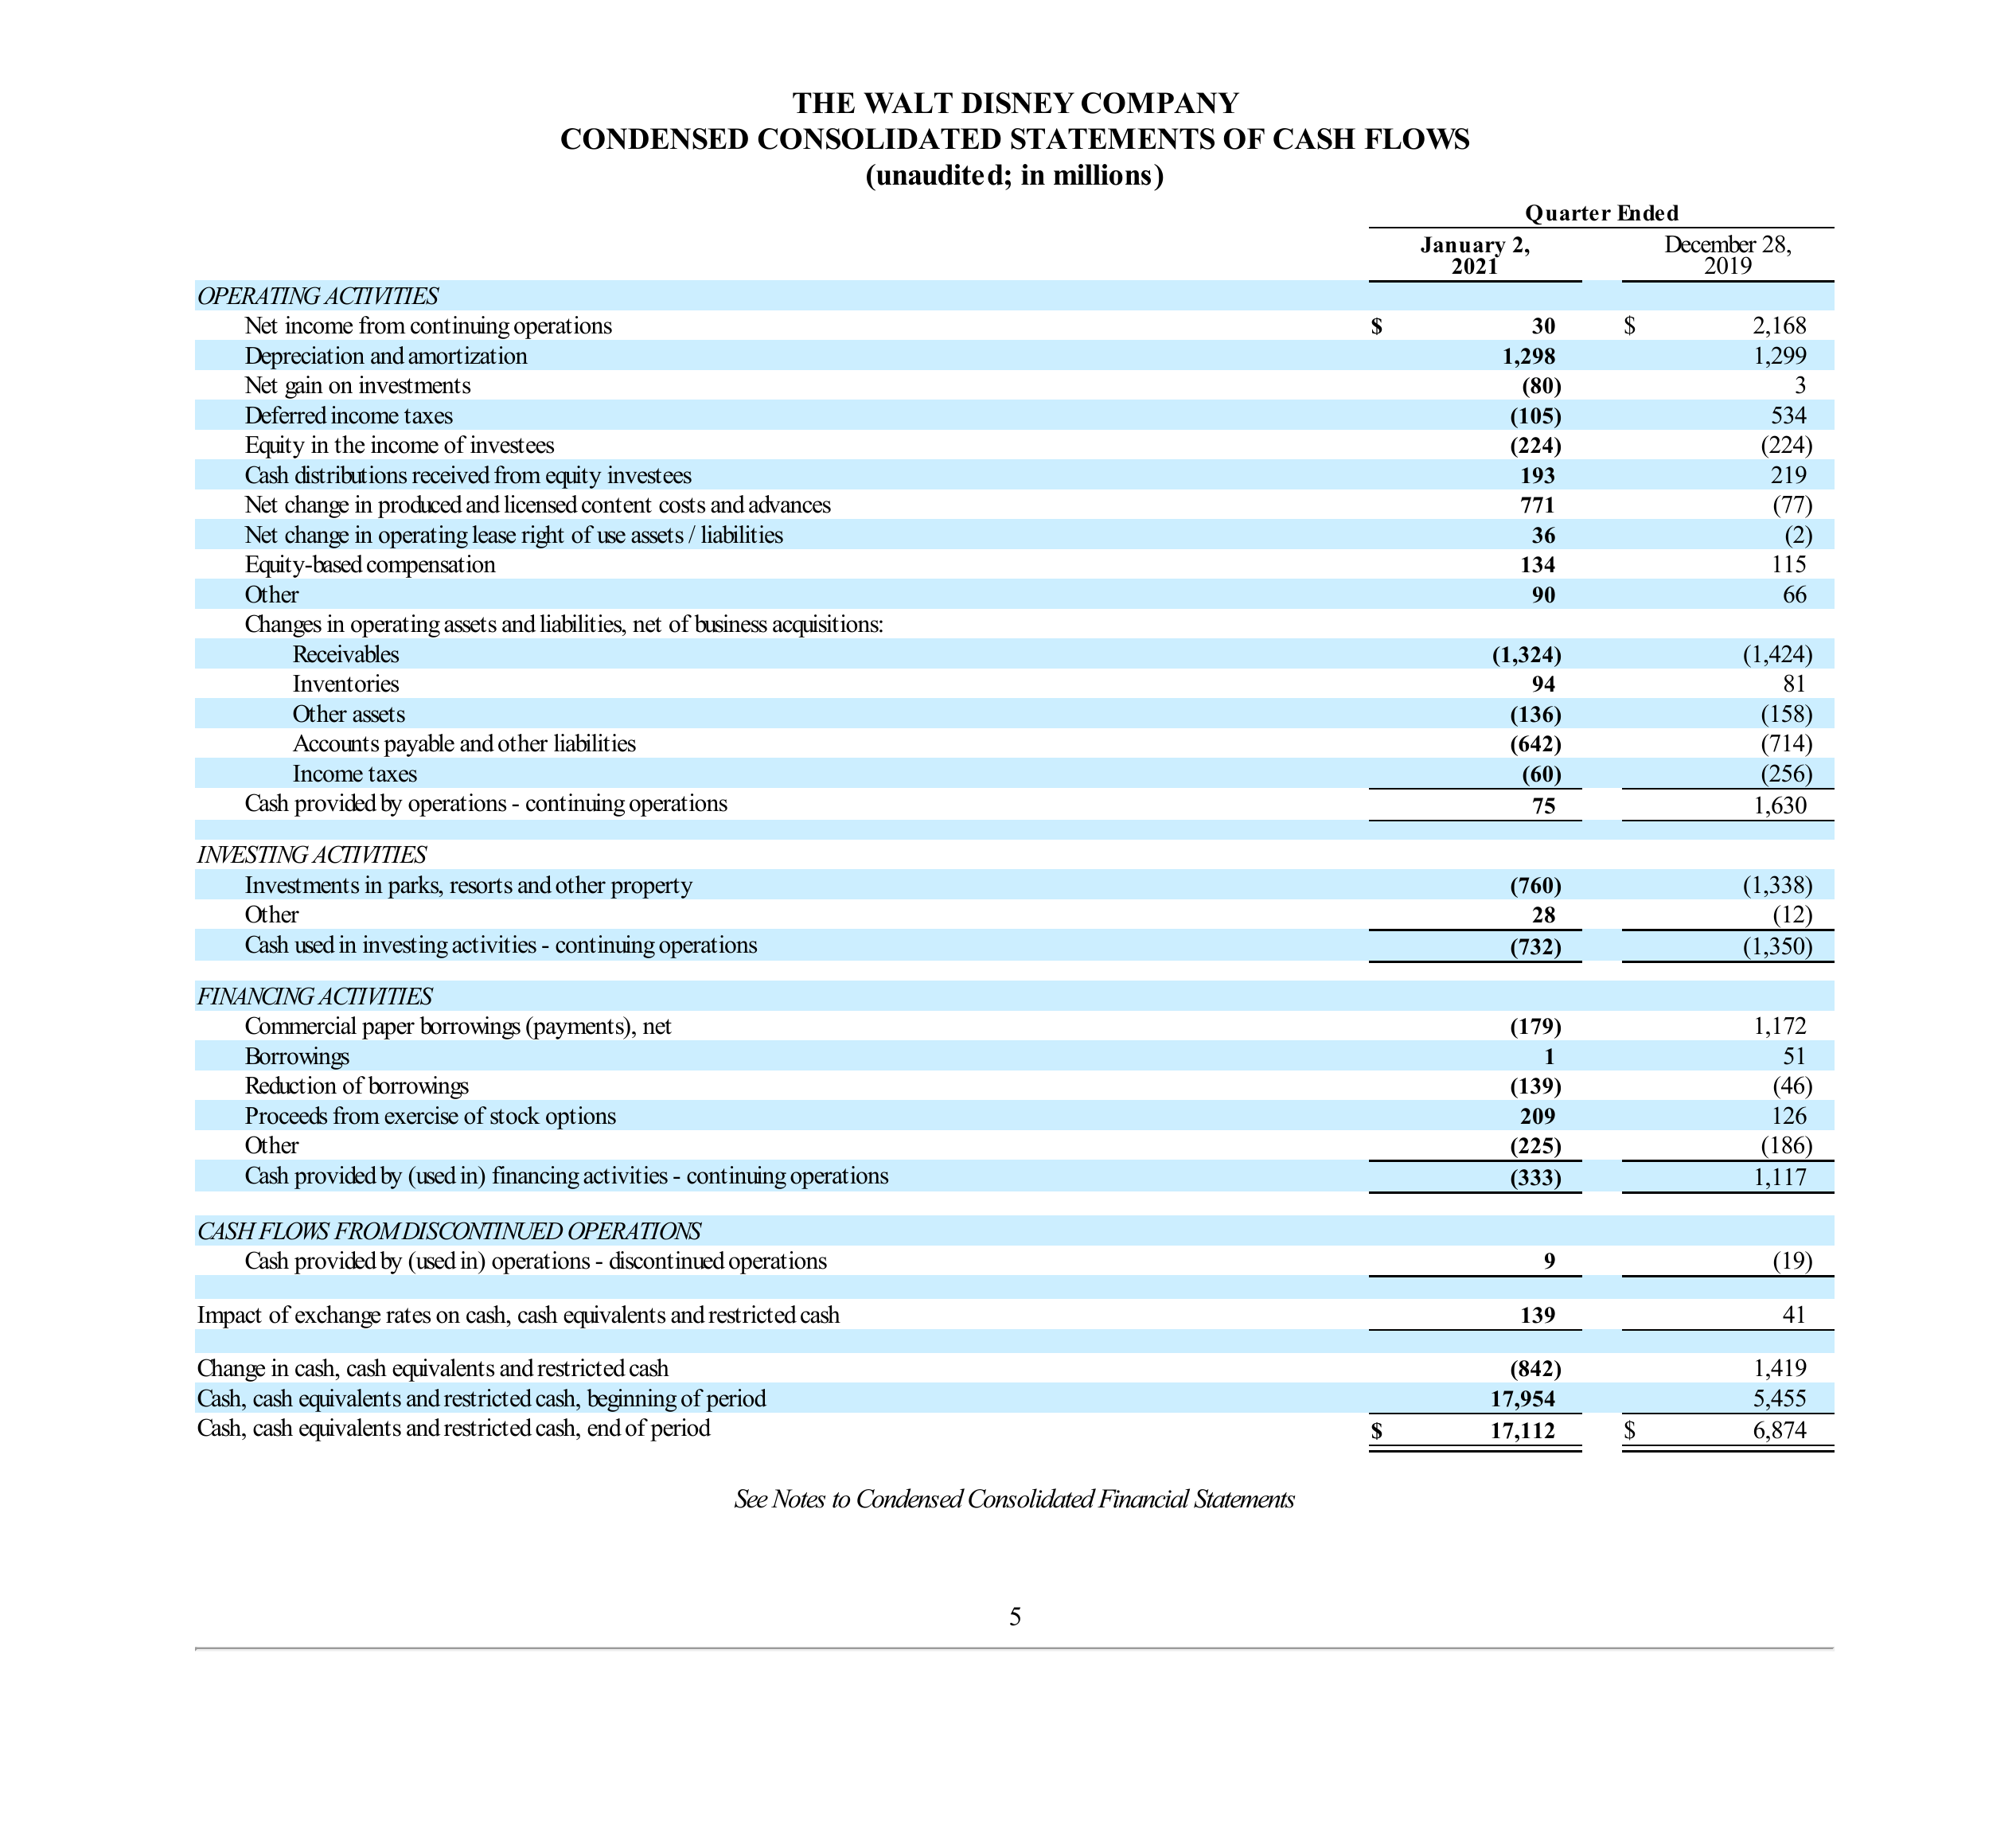 THE WALT DISNEY COMPANY
CONDENSED CONSOLIDATED STATEMENTS OF CASH FLOWS
(unaudited; in millions)
Quarter Ended
January 2, 2021 December 28, 2019
OPERATING ACTIVITIES
Net income from continuing operations $ 30 $ 2,168
Depreciation and amortization 1,298 1,299
Net gain on investments (80) 3
Deferred income taxes (105) 534
Equity in the income of investees (224) (224)
Cash distributions received from equity investees 193 219
Net change in produced and licensed content costs and advances 771 (77)
Net change in operating lease right of use assets / liabilities 36 (2)
Equity-based compensation 134 115
Other 90 66
Changes in operating assets and liabilities, net of business acquisitions:
Receivables (1,324) (1,424)
Inventories 94 81
Other assets (136) (158)
Accounts payable and other liabilities (642) (714)
Income taxes (60) (256)
Cash provided by operations - continuing operations 75 1,630
INVESTING ACTIVITIES
Investments in parks, resorts and other property (760) (1,338)
Other 28 (12)
Cash used in investing activities - continuing operations (732) (1,350)
FINANCING ACTIVITIES
Commercial paper borrowings (payments), net (179) 1,172
Borrowings 1 51
Reduction of borrowings (139) (46)
Proceeds from exercise of stock options 209 126
Other (225) (186)
Cash provided by (used in) financing activities - continuing operations (333) 1,117
CASH FLOWS FROM DISCONTINUED OPERATIONS
Cash provided by (used in) operations - discontinued operations 9 (19)
Impact of exchange rates on cash, cash equivalents and restricted cash 139 41
Change in cash, cash equivalents and restricted cash (842) 1,419
Cash, cash equivalents and restricted cash, beginning of period 17,954 5,455
Cash, cash equivalents and restricted cash, end of period $ 17,112 $ 6,874
See Notes to Condensed Consolidated Financial Statements
5